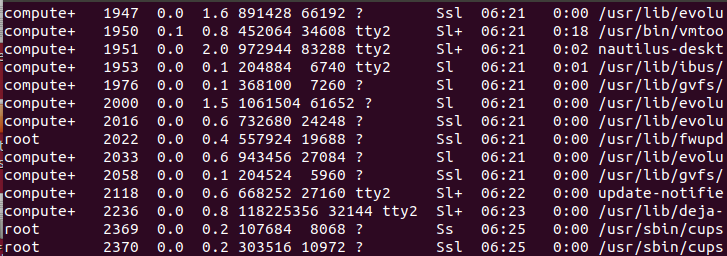 compute+  1947  0.0  1.6 891428 66192 ?        Ssl  06:21   0:00 /usr/lib/evolu
compute+  1950  0.1  0.8 452064 34608 tty2     Sl+  06:21   0:18 /usr/bin/vmtoo
compute+  1951  0.0  2.0 972944 83288 tty2     Sl+  06:21   0:02 nautilus-deskt
compute+  1953  0.0  0.1 204884  6740 tty2     Sl   06:21   0:01 /usr/lib/ibus/
compute+  1976  0.0  0.1 368100  7260 ?        Sl   06:21   0:00 /usr/lib/gvfs/
compute+  2000  0.0  1.5 1061504 61652 ?       Sl   06:21   0:00 /usr/lib/evolu
compute+  2016  0.0  0.6 732680 24248 ?        Ssl  06:21   0:00 /usr/lib/evolu
root      2022  0.0  0.4 557924 19688 ?        Ssl  06:21   0:00 /usr/lib/fwupd
compute+  2033  0.0  0.6 943456 27084 ?        Sl   06:21   0:00 /usr/lib/evolu
compute+  2058  0.0  0.1 204524  5960 ?        Ssl  06:21   0:00 /usr/lib/gvfs/
compute+  2118  0.0  0.6 668252 27160 tty2     Sl+  06:22   0:00 update-notifie
compute+  2236  0.0  0.8 118225356 32144 tty2  Sl+  06:23   0:00 /usr/lib/deja-
root      2369  0.0  0.2 107684  8068 ?        Ss   06:25   0:00 /usr/sbin/cups
root      2370  0.0  0.2 303516 10972 ?        Ssl  06:25   0:00 /usr/sbin/cups